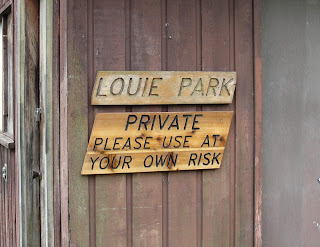 LOUIE PARK
PRIVATE
PLEASE USE AT
YOUR OWN RISK